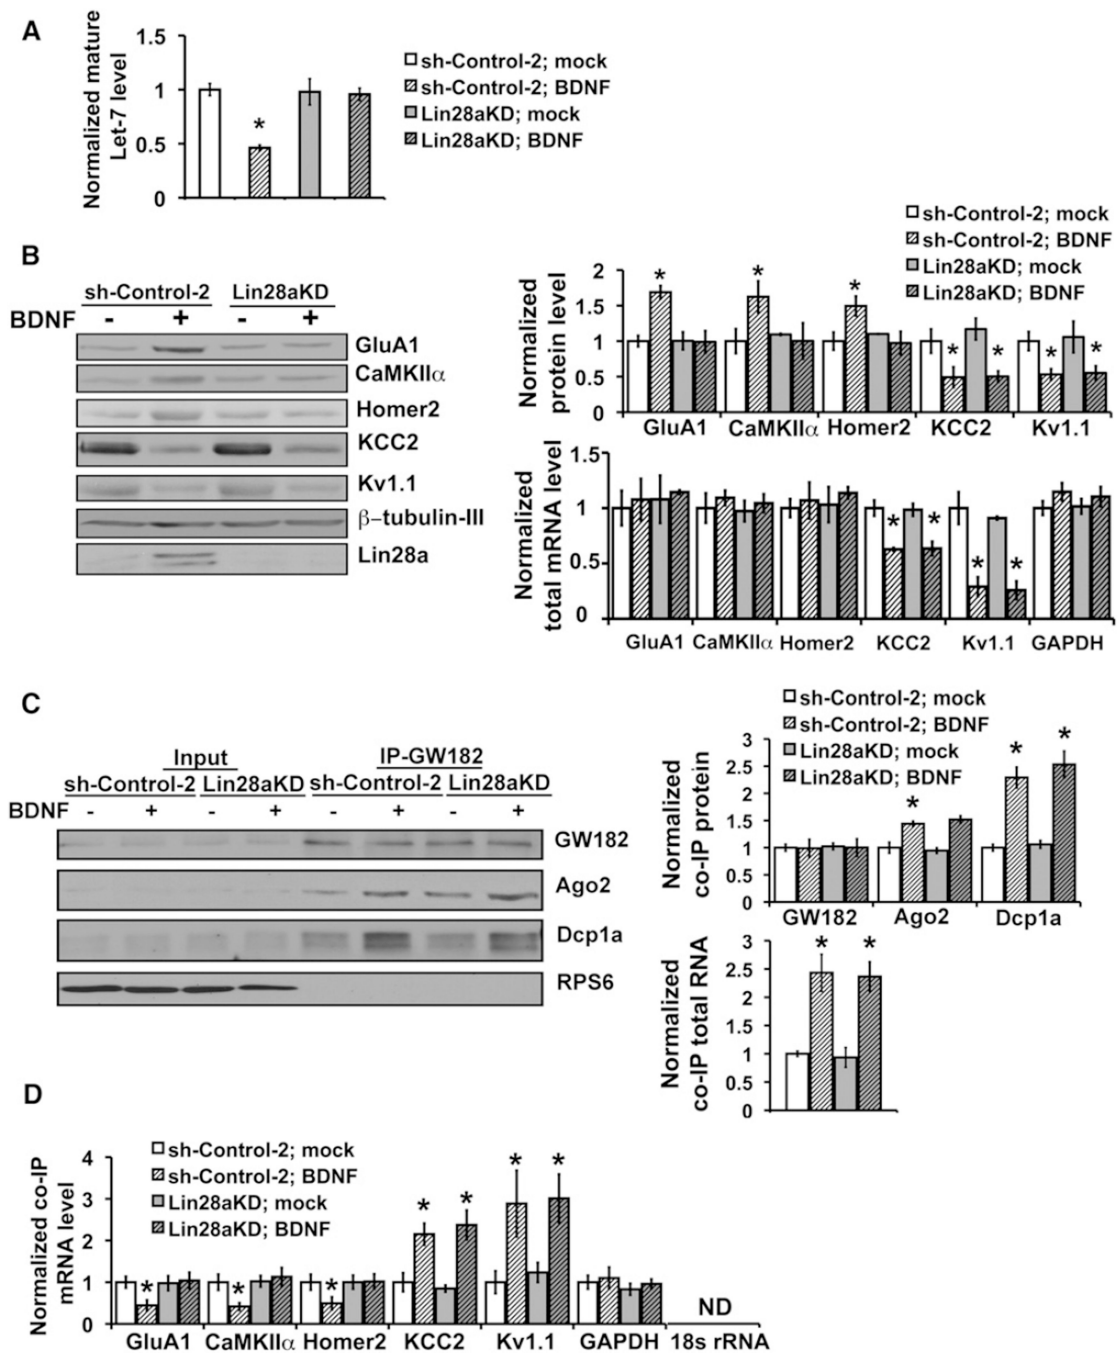 A
Normalized mature
Let-7 level
1.5
1
0.5
0
*
sh-Control-2; mock
sh-Control-2; BDNF
Lin28aKD; mock
Lin28aKD; BDNF
B
sh-Control-2 Lin28aKD
BDNF - + - +
GluA1
CaMKIIα
Homer2
KCC2
Kv1.1
β-tubulin-III
Lin28a
sh-Control-2; mock
sh-Control-2; BDNF
Lin28aKD; mock
Lin28aKD; BDNF
Normalized
protein level
2
1.5
1
0.5
0
* * * * * * *
GluA1 CaMKIIα Homer2 KCC2 Kv1.1
Normalized
total mRNA level
1.5
1
0.5
0
* * * *
GluA1 CaMKIIα Homer2 KCC2 Kv1.1 GAPDH
C
Input IP-GW182
sh-Control-2 Lin28aKD sh-Control-2 Lin28aKD
BDNF - + - + - + - +
GW182
Ago2
Dcp1a
RPS6
sh-Control-2; mock
sh-Control-2; BDNF
Lin28aKD; mock
Lin28aKD; BDNF
Normalized
co-IP protein
3
2.5
2
1.5
1
0.5
0
* * *
GW182 Ago2 Dcp1a
Normalized
co-IP total RNA
3
2.5
2
1.5
1
0.5
0
* *
D
sh-Control-2; mock
sh-Control-2; BDNF
Lin28aKD; mock
Lin28aKD; BDNF
Normalized co-IP
mRNA level
4
3
2
1
0
* * * * * * *
ND
GluA1 CaMKIIα Homer2 KCC2 Kv1.1 GAPDH 18s rRNA